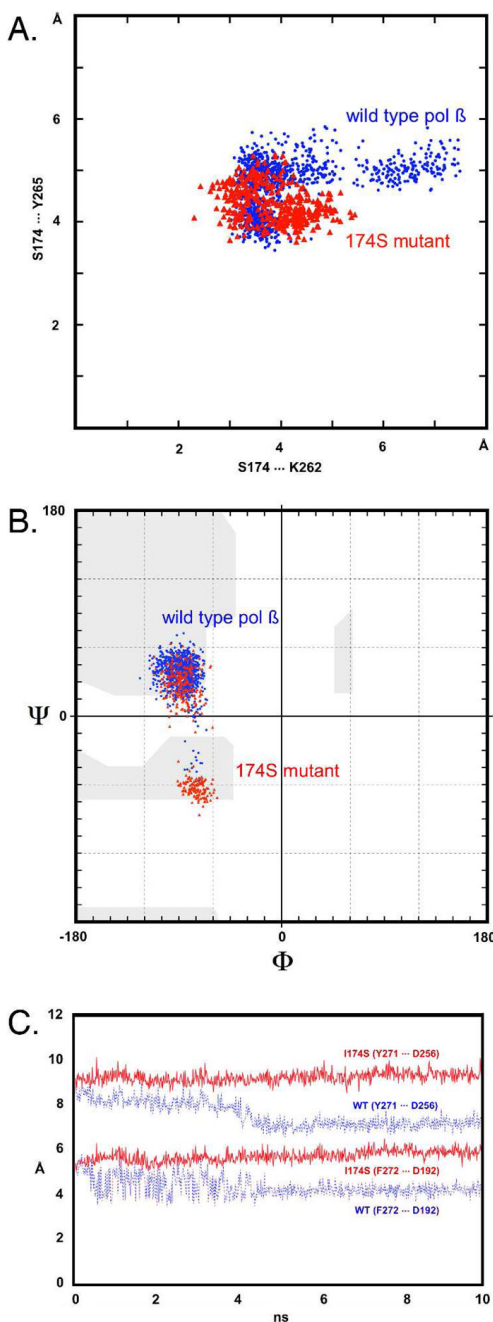 A.
Å
6
wild type pol ß
S174 ··· Y265
4
174S mutant
2
2 4 6 Å
S174 ··· K262
B.
180
wild type pol ß
Ψ 0
174S mutant
-180 0 180
Φ
C.
12
10
I174S (Y271 ··· D256)
8
WT (Y271 ··· D256)
6
I174S (F272 ··· D192)
Å
4
WT (F272 ··· D192)
2
0
0 2 4 6 8 10
ns